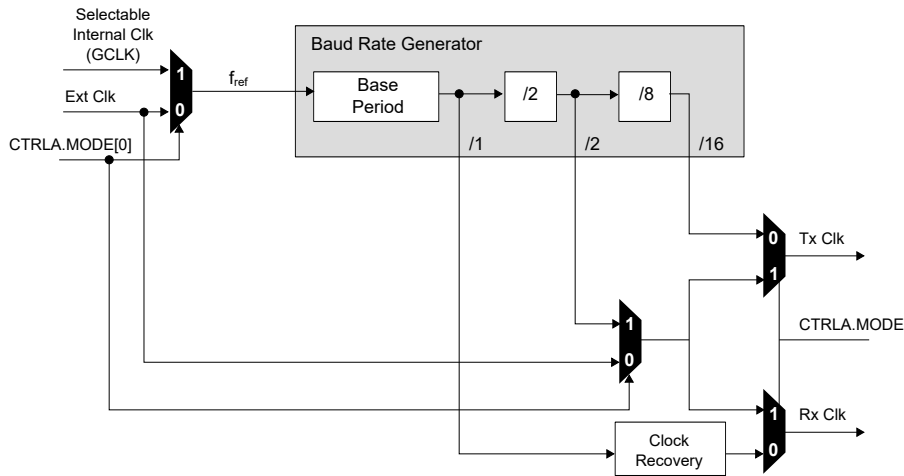 Selectable
Internal Clk
(GCLK)
Ext Clk
CTRLA.MODE[0]
1
0
fref
Baud Rate Generator
Base
Period
/2
/8
/1
/2
/16
0
1
Tx Clk
1
0
CTRLA.MODE
1
0
Rx Clk
Clock
Recovery